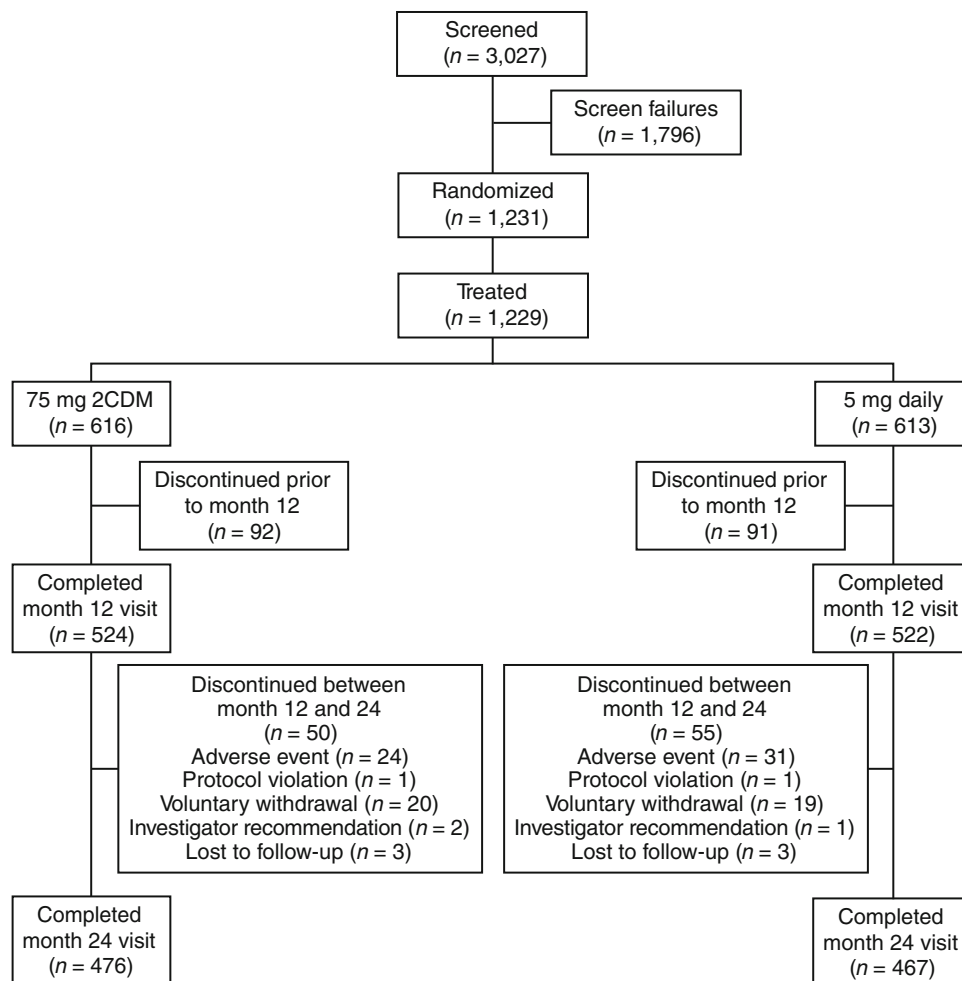 Screened
(n = 3,027)
Screen failures
(n = 1,796)
Randomized
(n = 1,231)
Treated
(n = 1,229)
75 mg 2CDM
(n = 616)
5 mg daily
(n = 613)
Discontinued prior
to month 12
(n = 92)
Discontinued prior
to month 12
(n = 91)
Completed
month 12 visit
(n = 524)
Completed
month 12 visit
(n = 522)
Discontinued between
month 12 and 24
(n = 50)
Adverse event (n = 24)
Protocol violation (n = 1)
Voluntary withdrawal (n = 20)
Investigator recommendation (n = 2)
Lost to follow-up (n = 3)
Discontinued between
month 12 and 24
(n = 55)
Adverse event (n = 31)
Protocol violation (n = 1)
Voluntary withdrawal (n = 19)
Investigator recommendation (n = 1)
Lost to follow-up (n = 3)
Completed
month 24 visit
(n = 476)
Completed
month 24 visit
(n = 467)